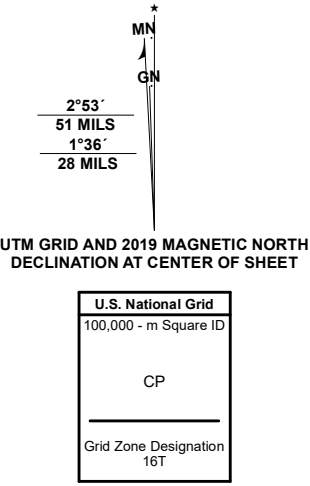 MN
GN
2°53´
51 MILS
1°36´
28 MILS
UTM GRID AND 2019 MAGNETIC NORTH
DECLINATION AT CENTER OF SHEET
U.S. National Grid
100,000 - m Square ID
CP
Grid Zone Designation
16T